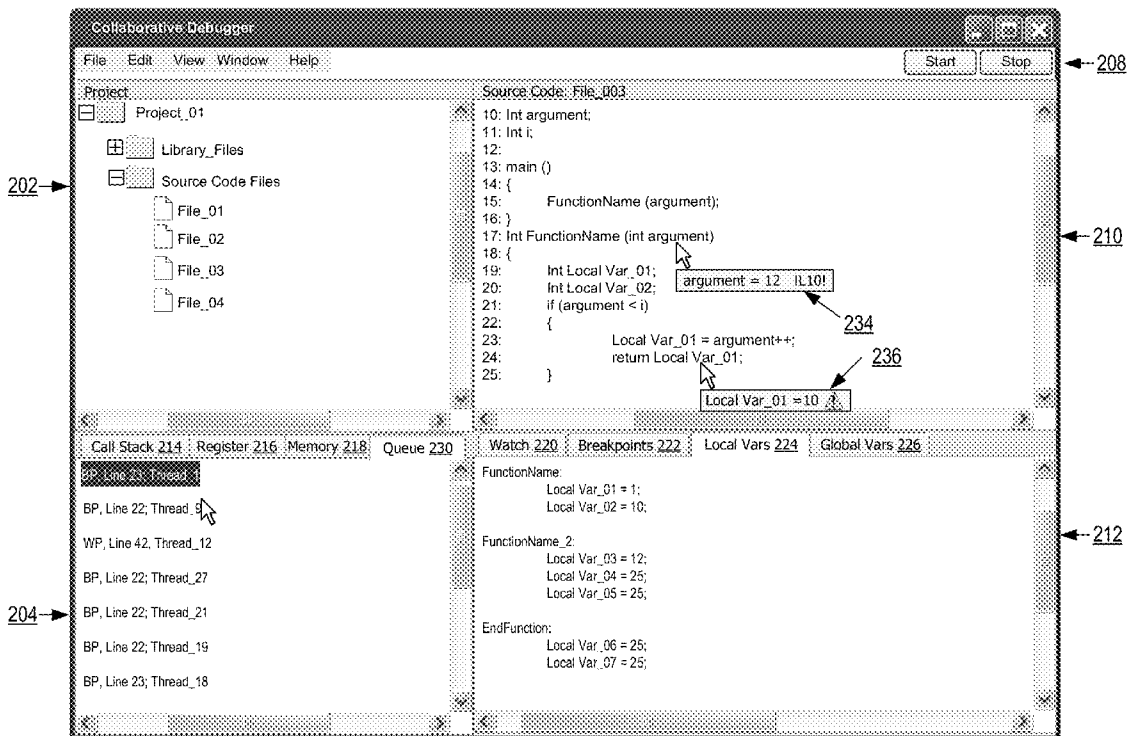 Collaborative Debugger
File Edit View Window Help
Start Stop
208
Project
Project_01
Library_Files
Source Code Files
File_01
File_02
File_03
File_04
202
Source Code: File_003
10: Int argument;
11: Int i;
12:
13: main ()
14: {
15: FunctionName (argument);
16: }
17: Int FunctionName (int argument)
18: {
19: Int Local Var_01;
20: Int Local Var_02;
21: if (argument < i)
22: {
23: Local Var_01 = argument++;
24: return Local Var_01;
25: }
argument = 12 !L10!
234
236
Local Var_01 =10
210
Call Stack 214 Register 216 Memory 218 Queue 230
BP, Line 23; Thread
BP, Line 22; Thread_9
WP, Line 42, Thread_12
BP, Line 22; Thread_27
BP, Line 22; Thread_21
BP, Line 22; Thread_19
BP, Line 23; Thread_18
204
Watch 220 Breakpoints 222 Local Vars 224 Global Vars 226
FunctionName:
Local Var_01 = 1;
Local Var_02 = 10;
FunctionName_2:
Local Var_03 = 12;
Local Var_04 = 25;
Local Var_05 = 25;
EndFunction:
Local Var_06 = 25;
Local Var_07 = 25;
212